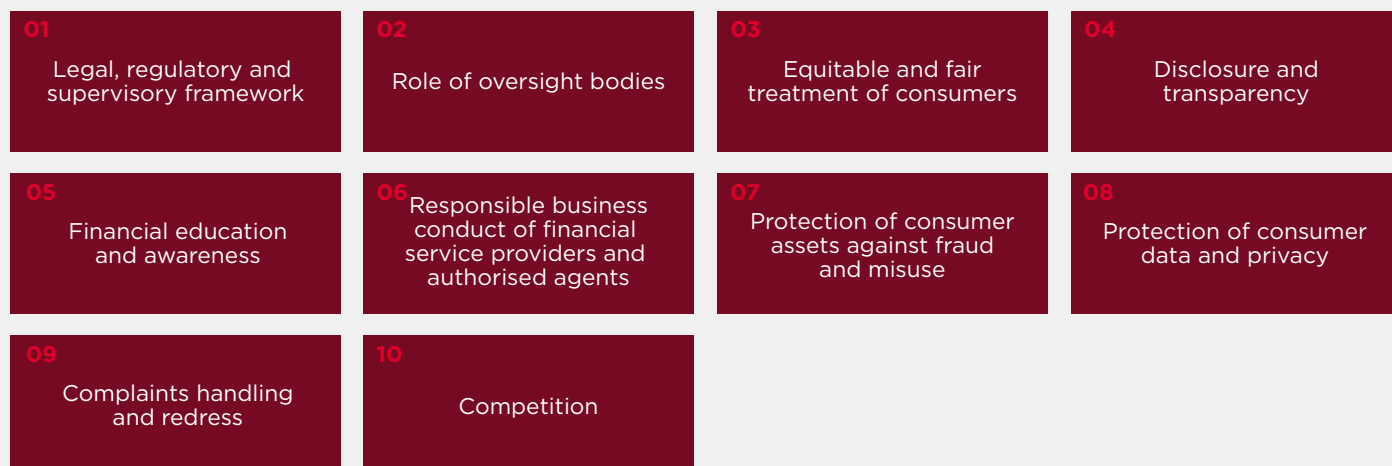 01
Legal, regulatory and
supervisory framework
02
Role of oversight bodies
03
Equitable and fair
treatment of consumers
04
Disclosure and
transparency
05
Financial education
and awareness
06
Responsible business
conduct of financial
service providers and
authorised agents
07
Protection of consumer
assets against fraud
and misuse
08
Protection of consumer
data and privacy
09
Complaints handling
and redress
10
Competition